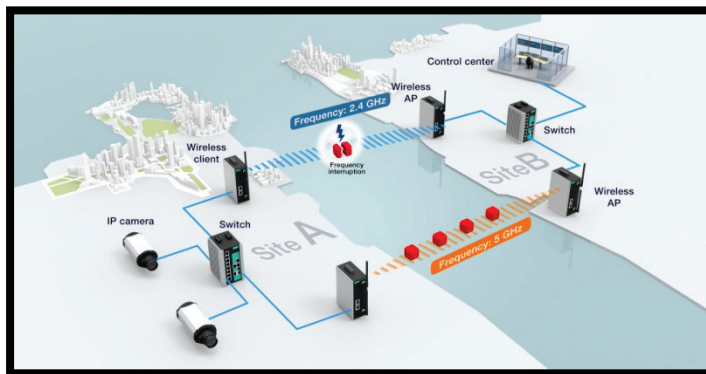 Control center
Wireless
AP
Frequency: 2.4 GHz
Switch
Wireless
client
Frequency
interruption
Site B
Wireless
AP
IP camera
Switch
Site A
Frequency: 5 GHz